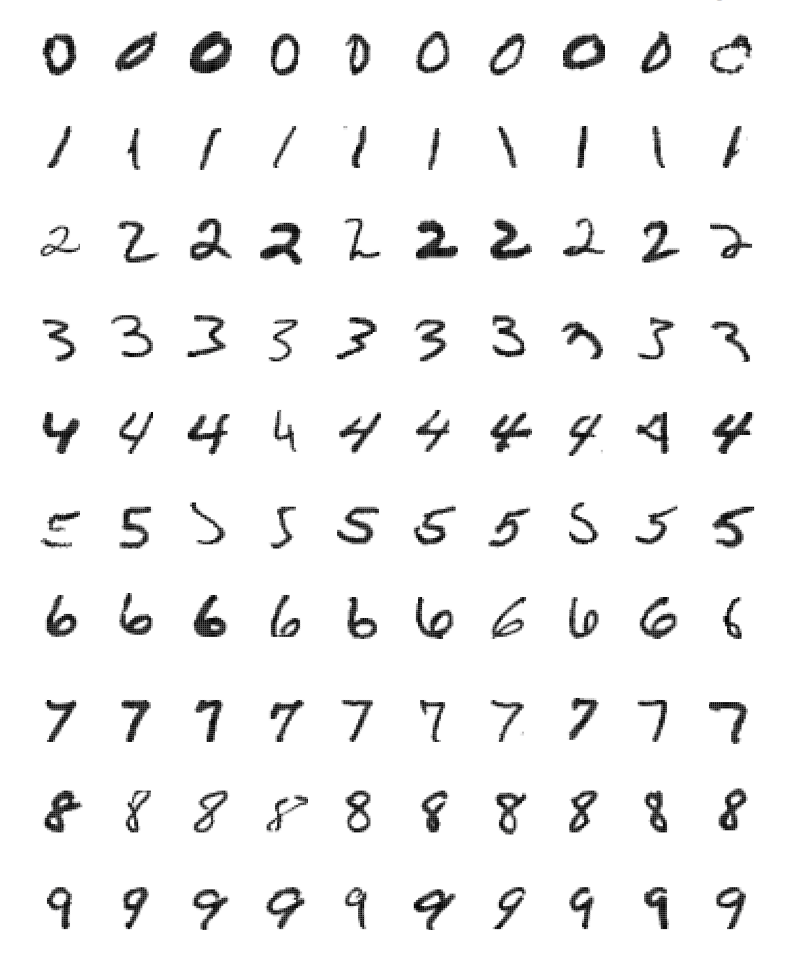 0 0 0 0 0 0 0 0 0 0
1 1 1 1 1 1 1 1 1 1
2 2 2 2 2 2 2 2 2 2
3 3 3 3 3 3 3 3 3 3
4 4 4 4 4 4 4 4 4 4
5 5 5 5 5 5 5 5 5 5
6 6 6 6 6 6 6 6 6 6
7 7 7 7 7 7 7 7 7 7
8 8 8 8 8 8 8 8 8 8
9 9 9 9 9 9 9 9 9 9